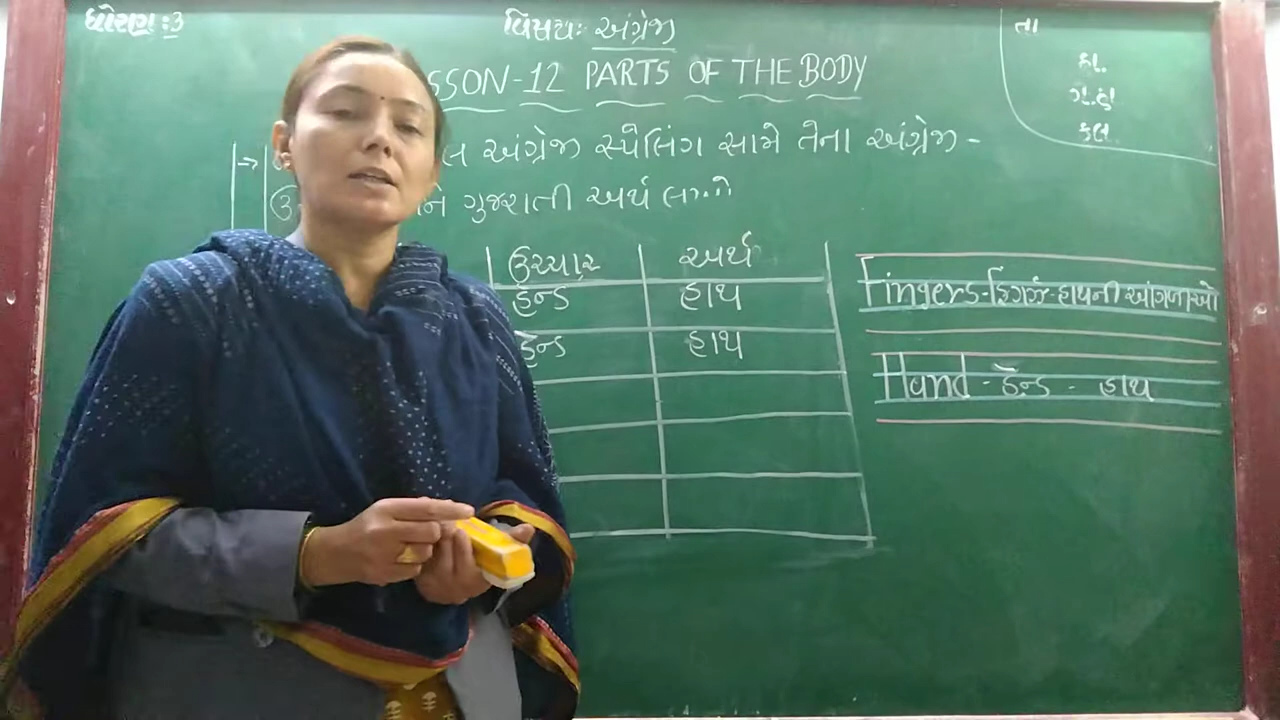 ધોરણ:3
વિષય: અંગ્રેજી
તા
SSON-12 PARTS OF THE BODY
ગેરહા.
લ અંગ્રેજી સ્પેલિંગ સામે તેના અંગ્રેજી -
ને ગુજરાતી અર્થ લખો
ઉચ્ચાર અર્થ
હેન્ડ હાથ
હેન્ડ હાથ
Fingers-ફિંગર્ઝ-હાથની આંગળાઓ
Hand - હેન્ડ - હાથ